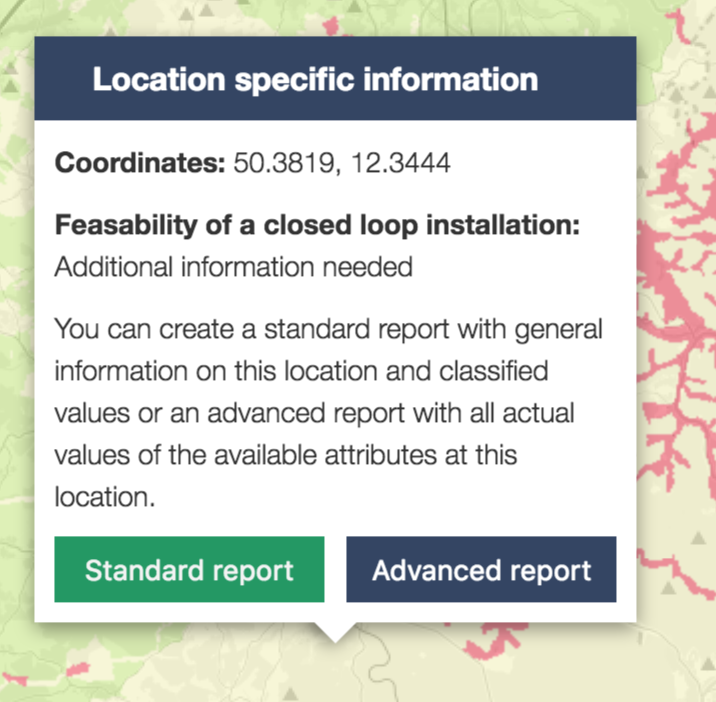 Location specific information
Coordinates: 50.3819, 12.3444
Feasability of a closed loop installation:
Additional information needed
You can create a standard report with general
information on this location and classified
values or an advanced report with all actual
values of the available attributes at this
location.
Standard report
Advanced report